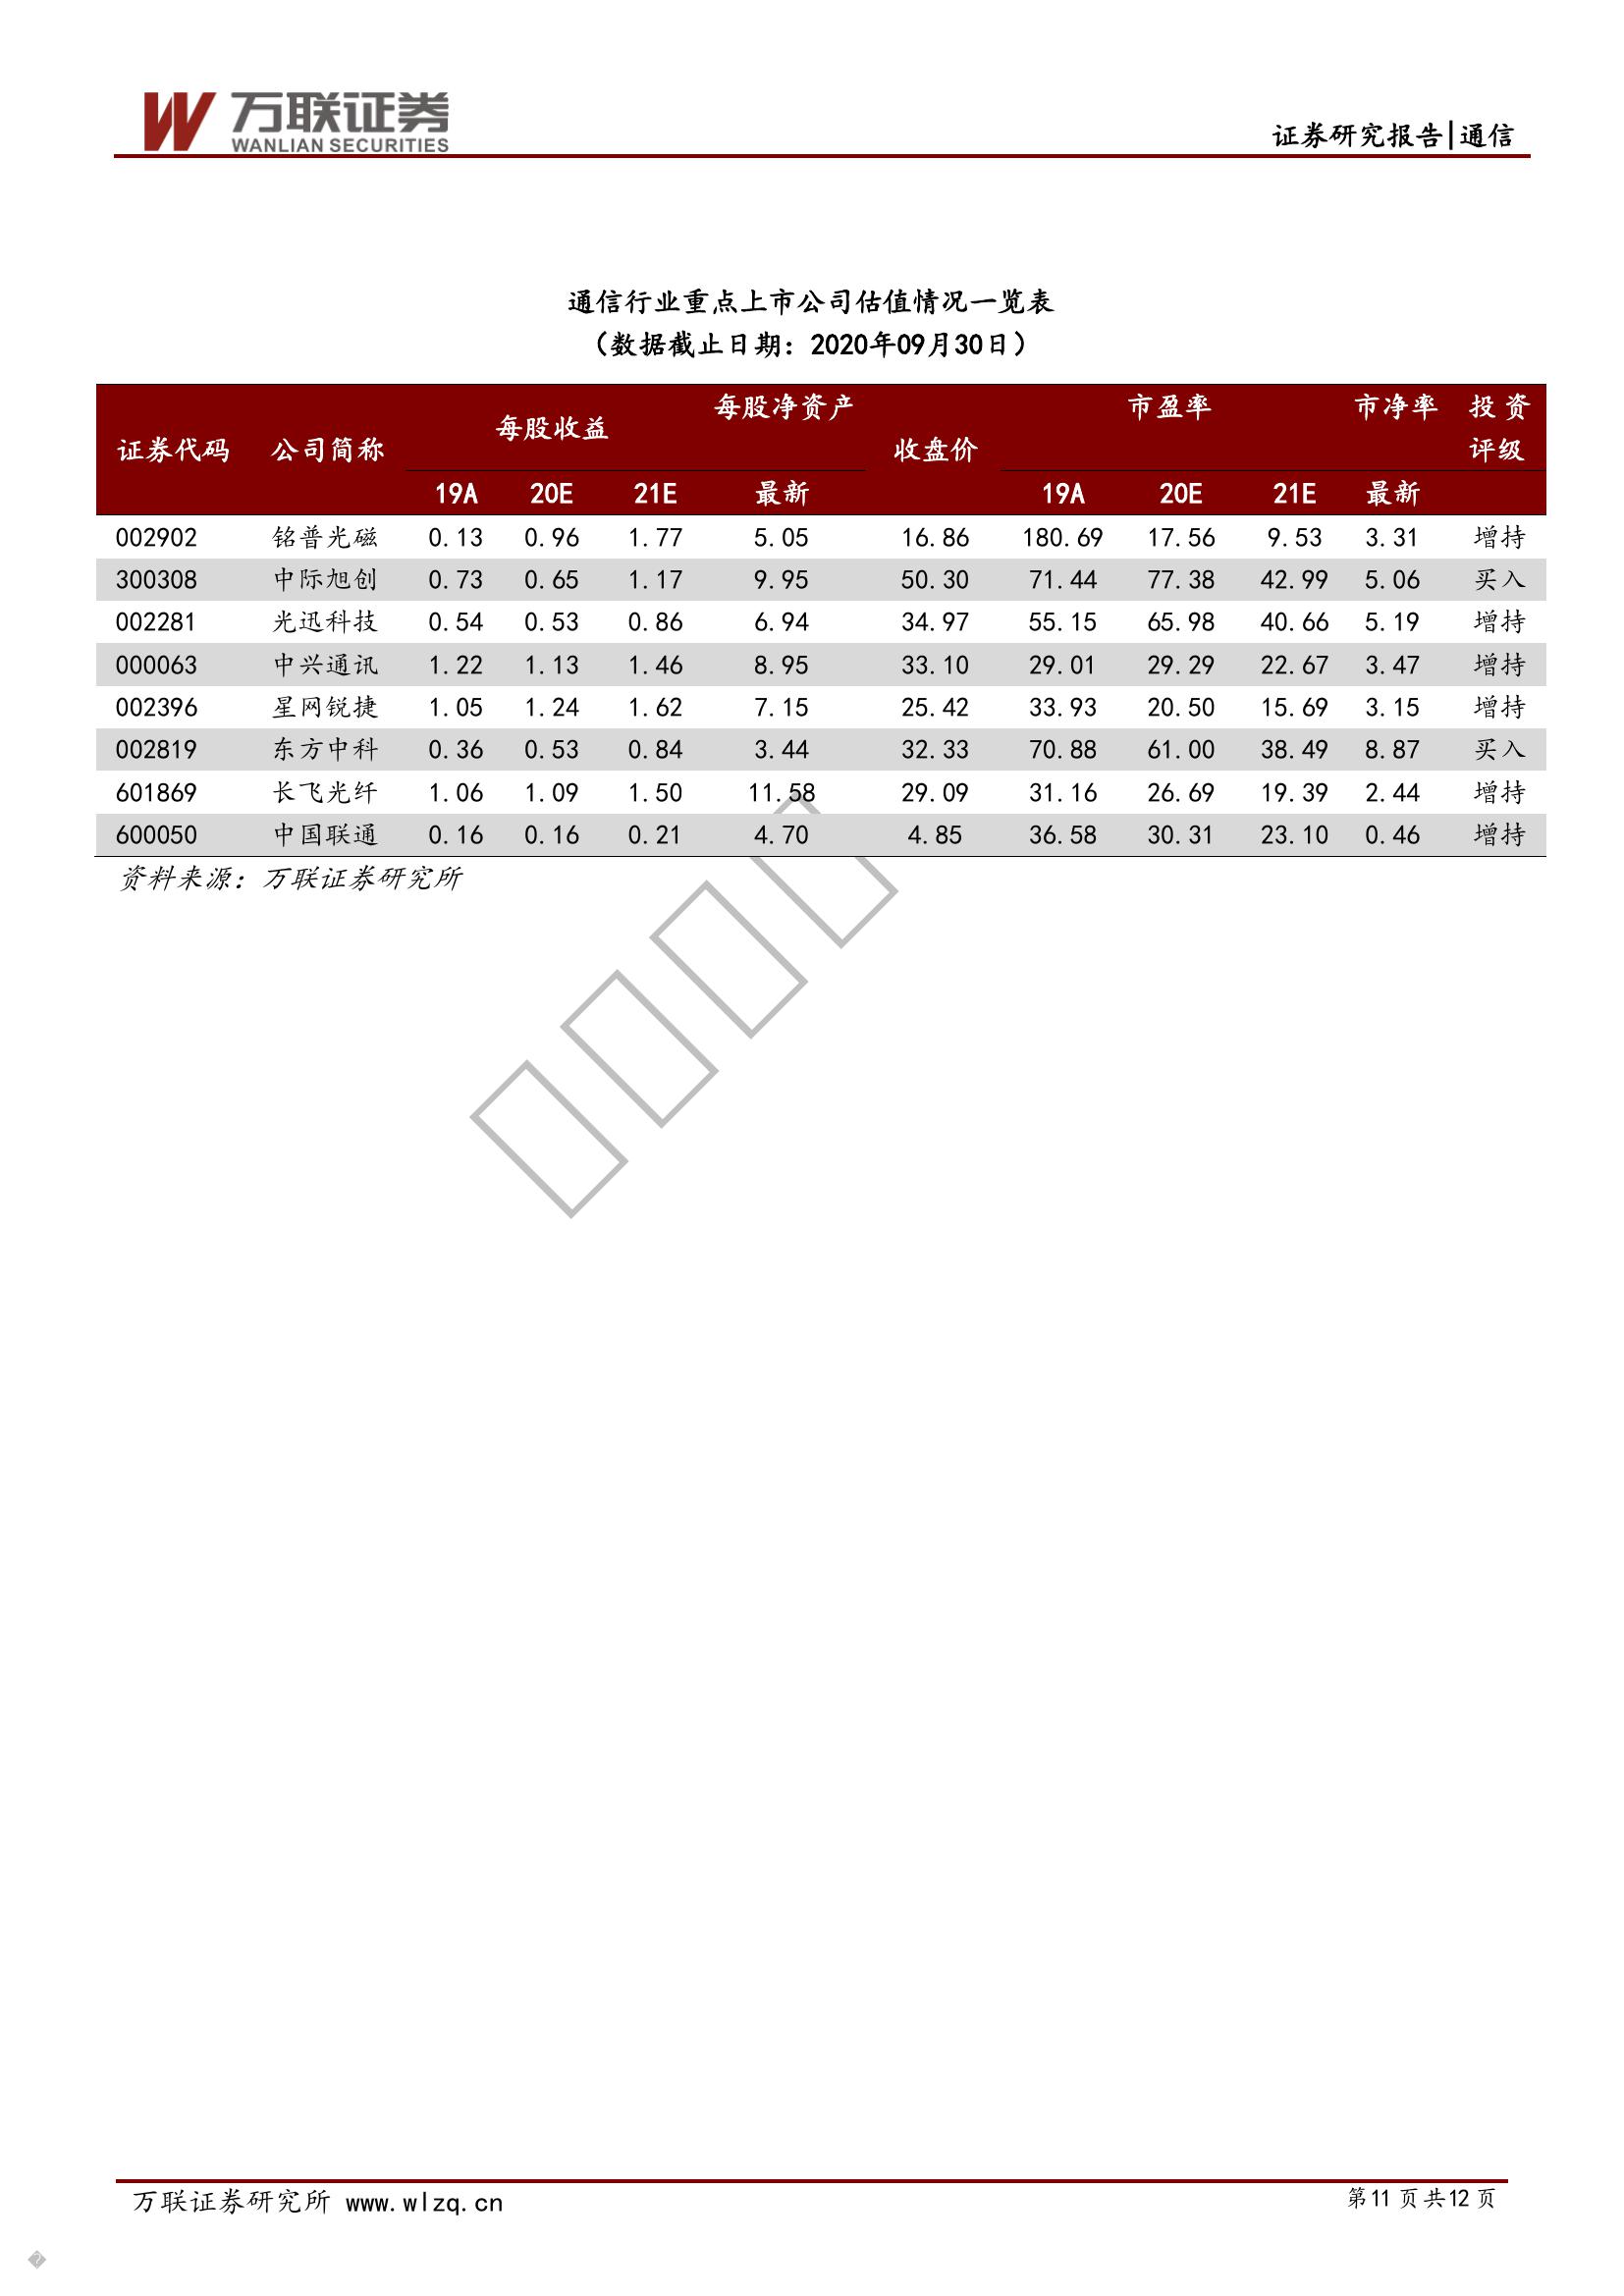 万联证券
WANLIAN SECURITIES
证券研究报告|通信
通信行业重点上市公司估值情况一览表
（数据截止日期：2020年09月30日）
证券代码 公司简称 每股收益 每股净资产 收盘价 市盈率 市净率 投资评级
19A 20E 21E 最新 19A 20E 21E 最新
002902 铭普光磁 0.13 0.96 1.77 5.05 16.86 180.69 17.56 9.53 3.31 增持
300308 中际旭创 0.73 0.65 1.17 9.95 50.30 71.44 77.38 42.99 5.06 买入
002281 光迅科技 0.54 0.53 0.86 6.94 34.97 55.15 65.98 40.66 5.19 增持
000063 中兴通讯 1.22 1.13 1.46 8.95 33.10 29.01 29.29 22.67 3.47 增持
002396 星网锐捷 1.05 1.24 1.62 7.15 25.42 33.93 20.50 15.69 3.15 增持
002819 东方中科 0.36 0.53 0.84 3.44 32.33 70.88 61.00 38.49 8.87 买入
601869 长飞光纤 1.06 1.09 1.50 11.58 29.09 31.16 26.69 19.39 2.44 增持
600050 中国联通 0.16 0.16 0.21 4.70 4.85 36.58 30.31 23.10 0.46 增持
资料来源：万联证券研究所
万联证券研究所 www.wlzq.cn
第11页共12页